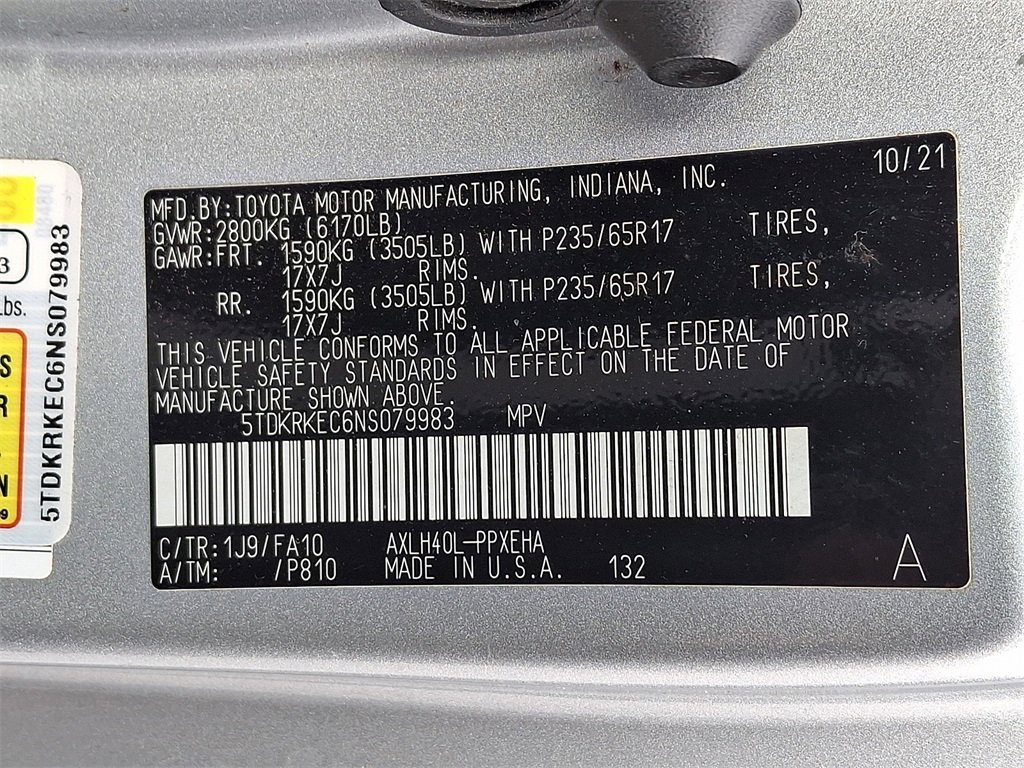 MFD.BY:TOYOTA MOTOR MANUFACTURING, INDIANA, INC. 10/21
GVWR:2800KG (6170LB)
GAWR:FRT. 1590KG (3505LB) WITH P235/65R17 TIRES,
17X7J RIMS.
RR. 1590KG (3505LB) WITH P235/65R17 TIRES,
17X7J RIMS.
THIS VEHICLE CONFORMS TO ALL APPLICABLE FEDERAL MOTOR
VEHICLE SAFETY STANDARDS IN EFFECT ON THE DATE OF
MANUFACTURE SHOWN ABOVE.
5TDKRKEC6NS079983 MPV
C/TR:1J9/FA10 AXLH40L-PPXEHA
A/TM: /P810 MADE IN U.S.A. 132 A
5TDKRKEC6NS079983
3
lbs.
S
R
N